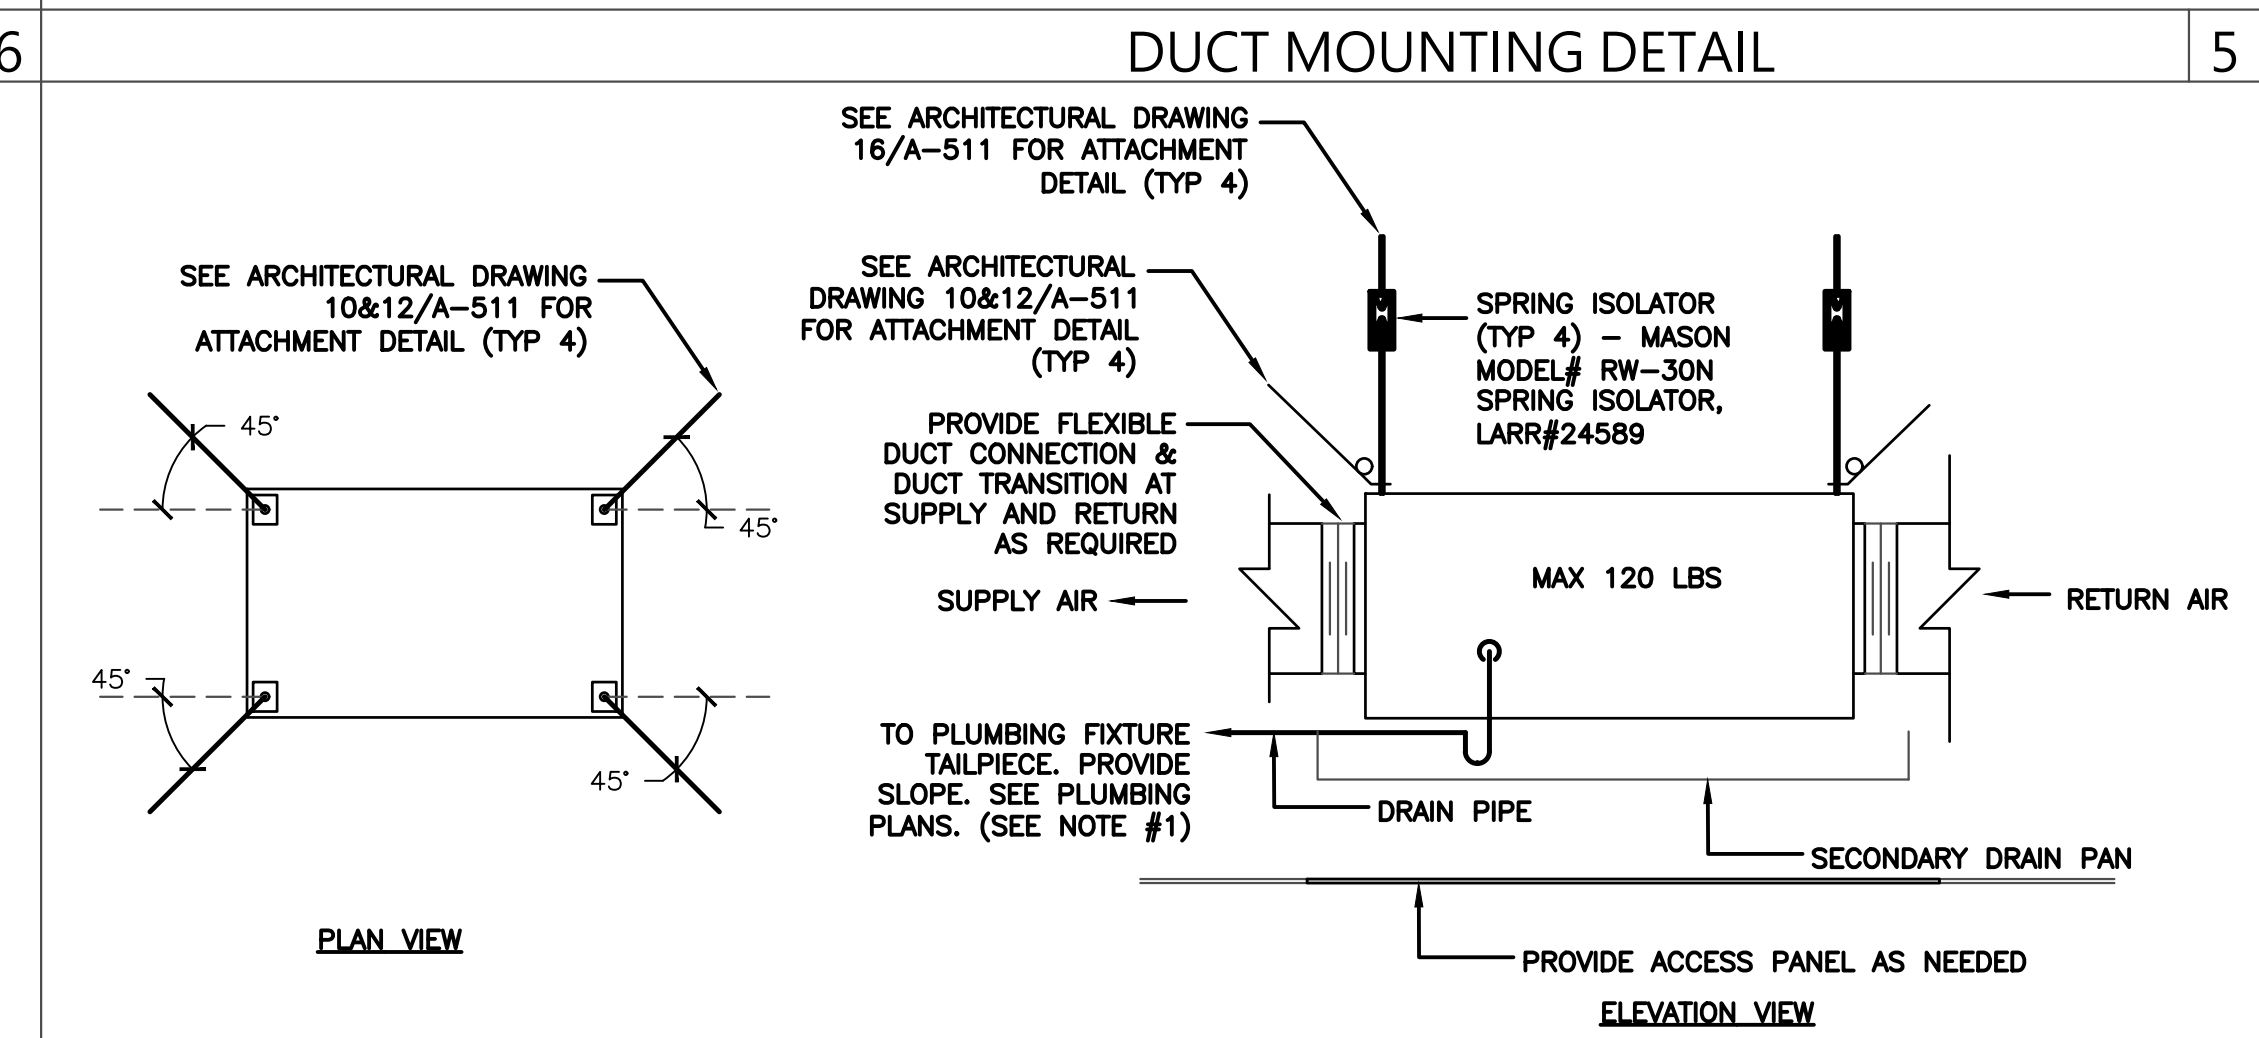 6
DUCT MOUNTING DETAIL
5
SEE ARCHITECTURAL DRAWING
10&12/A-511 FOR
ATTACHMENT DETAIL (TYP 4)
45°
45°
45°
45°
PLAN VIEW
SEE ARCHITECTURAL DRAWING
16/A-511 FOR ATTACHMENT
DETAIL (TYP 4)
SEE ARCHITECTURAL
DRAWING 10&12/A-511
FOR ATTACHMENT DETAIL
(TYP 4)
SPRING ISOLATOR
(TYP 4) - MASON
MODEL# RW-30N
SPRING ISOLATOR,
LARR#24589
PROVIDE FLEXIBLE
DUCT CONNECTION &
DUCT TRANSITION AT
SUPPLY AND RETURN
AS REQUIRED
MAX 120 LBS
SUPPLY AIR
RETURN AIR
TO PLUMBING FIXTURE
TAILPIECE. PROVIDE
SLOPE. SEE PLUMBING
PLANS. (SEE NOTE #1)
DRAIN PIPE
SECONDARY DRAIN PAN
PROVIDE ACCESS PANEL AS NEEDED
ELEVATION VIEW